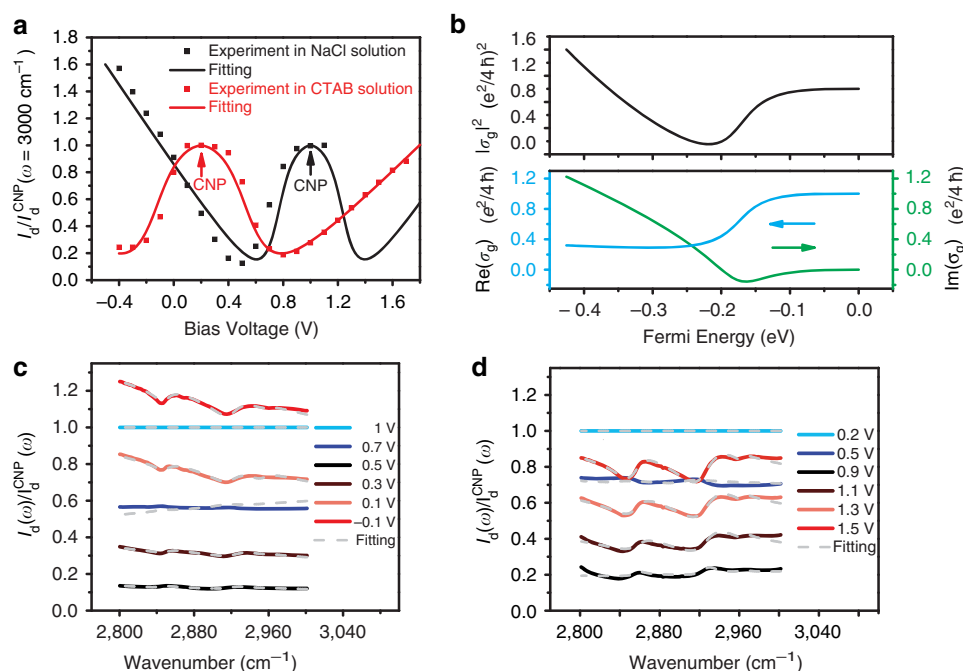 a
I_d/I_d^CNP (ω = 3000 cm⁻¹)
1.8
1.6
1.4
1.2
1.0
0.8
0.6
0.4
0.2
0.0
Experiment in NaCl solution
Fitting
Experiment in CTAB solution
Fitting
CNP
CNP
−0.4
0.0
0.4
0.8
1.2
1.6
Bias Voltage (V)
b
|σ_g|² (e²/4ℏ)²
1.6
1.2
0.8
0.4
0.0
Re(σ_g) (e²/4ℏ)
1.2
0.8
0.4
0.0
1.2
0.8
0.4
0.0
Im(σ_g) (e²/4ℏ)
− 0.4
−0.3
−0.2
−0.1
0.0
Fermi Energy (eV)
c
I_d(ω)/I_d^CNP (ω)
1.2
1.0
0.8
0.6
0.4
0.2
0.0
1 V
0.7 V
0.5 V
0.3 V
0.1 V
−0.1 V
Fitting
2,800
2,880
2,960
3,040
Wavenumber (cm⁻¹)
d
I_d(ω)/I_d^CNP (ω)
1.2
1.0
0.8
0.6
0.4
0.2
0.0
0.2 V
0.5 V
0.9 V
1.1 V
1.3 V
1.5 V
Fitting
2,800
2,880
2,960
3,040
Wavenumber (cm⁻¹)